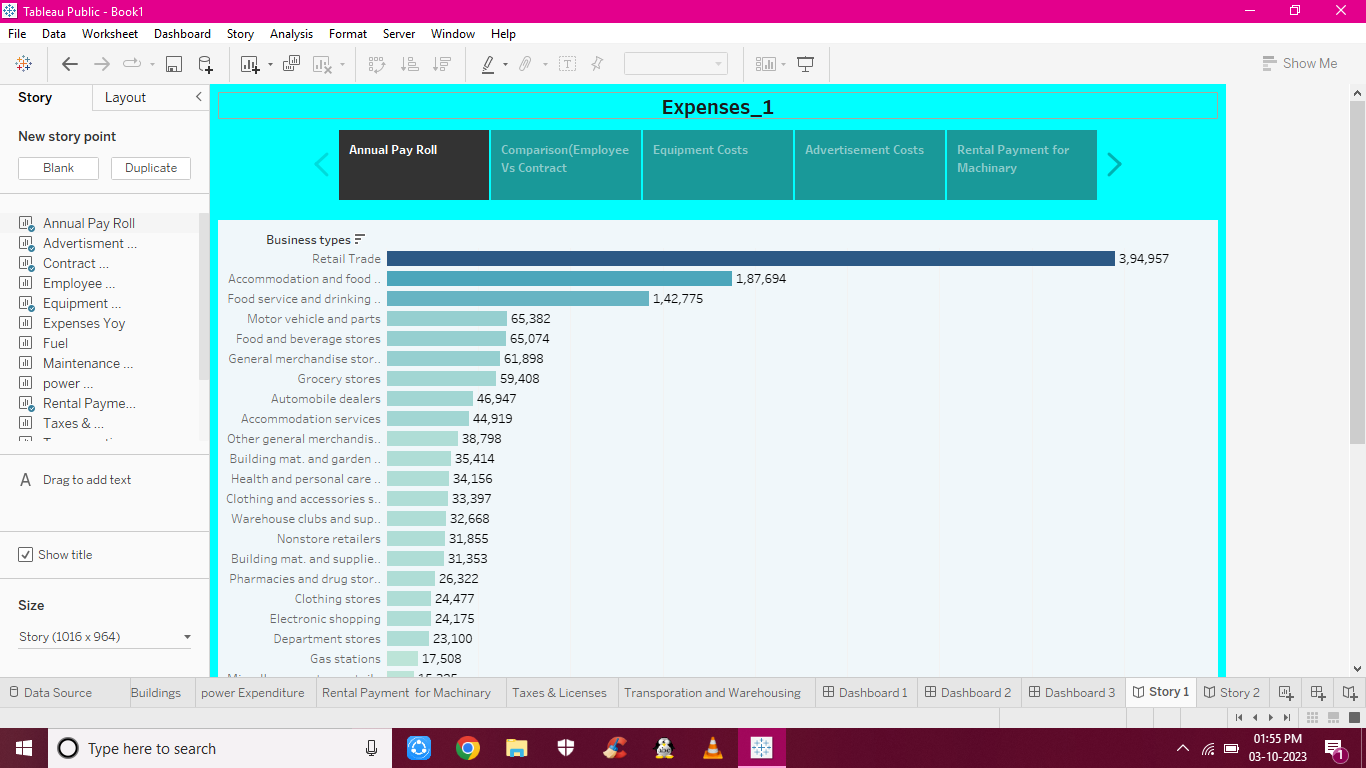 Tableau Public - Book1
File Data Worksheet Dashboard Story Analysis Format Server Window Help
Show Me
Story Layout
New story point
Blank Duplicate
Annual Pay Roll
Advertisment ...
Contract ...
Employee ...
Equipment ...
Expenses Yoy
Fuel
Maintenance ...
power ...
Rental Payme...
Taxes & ...
A Drag to add text
Show title
Size
Story (1016 x 964)
Expenses_1
Annual Pay Roll
Comparison(Employee
Vs Contract
Equipment Costs
Advertisement Costs
Rental Payment for
Machinary
Business types
Retail Trade 3,94,957
Accommodation and food .. 1,87,694
Food service and drinking .. 1,42,775
Motor vehicle and parts 65,382
Food and beverage stores 65,074
General merchandise stor.. 61,898
Grocery stores 59,408
Automobile dealers 46,947
Accommodation services 44,919
Other general merchandis.. 38,798
Building mat. and garden .. 35,414
Health and personal care .. 34,156
Clothing and accessories s.. 33,397
Warehouse clubs and sup.. 32,668
Nonstore retailers 31,855
Building mat. and supplie.. 31,353
Pharmacies and drug stor.. 26,322
Clothing stores 24,477
Electronic shopping 24,175
Department stores 23,100
Gas stations 17,508
Data Source Buildings power Expenditure Rental Payment for Machinary Taxes & Licenses Transporation and Warehousing Dashboard 1 Dashboard 2 Dashboard 3 Story 1 Story 2
Type here to search
01:55 PM
03-10-2023
1